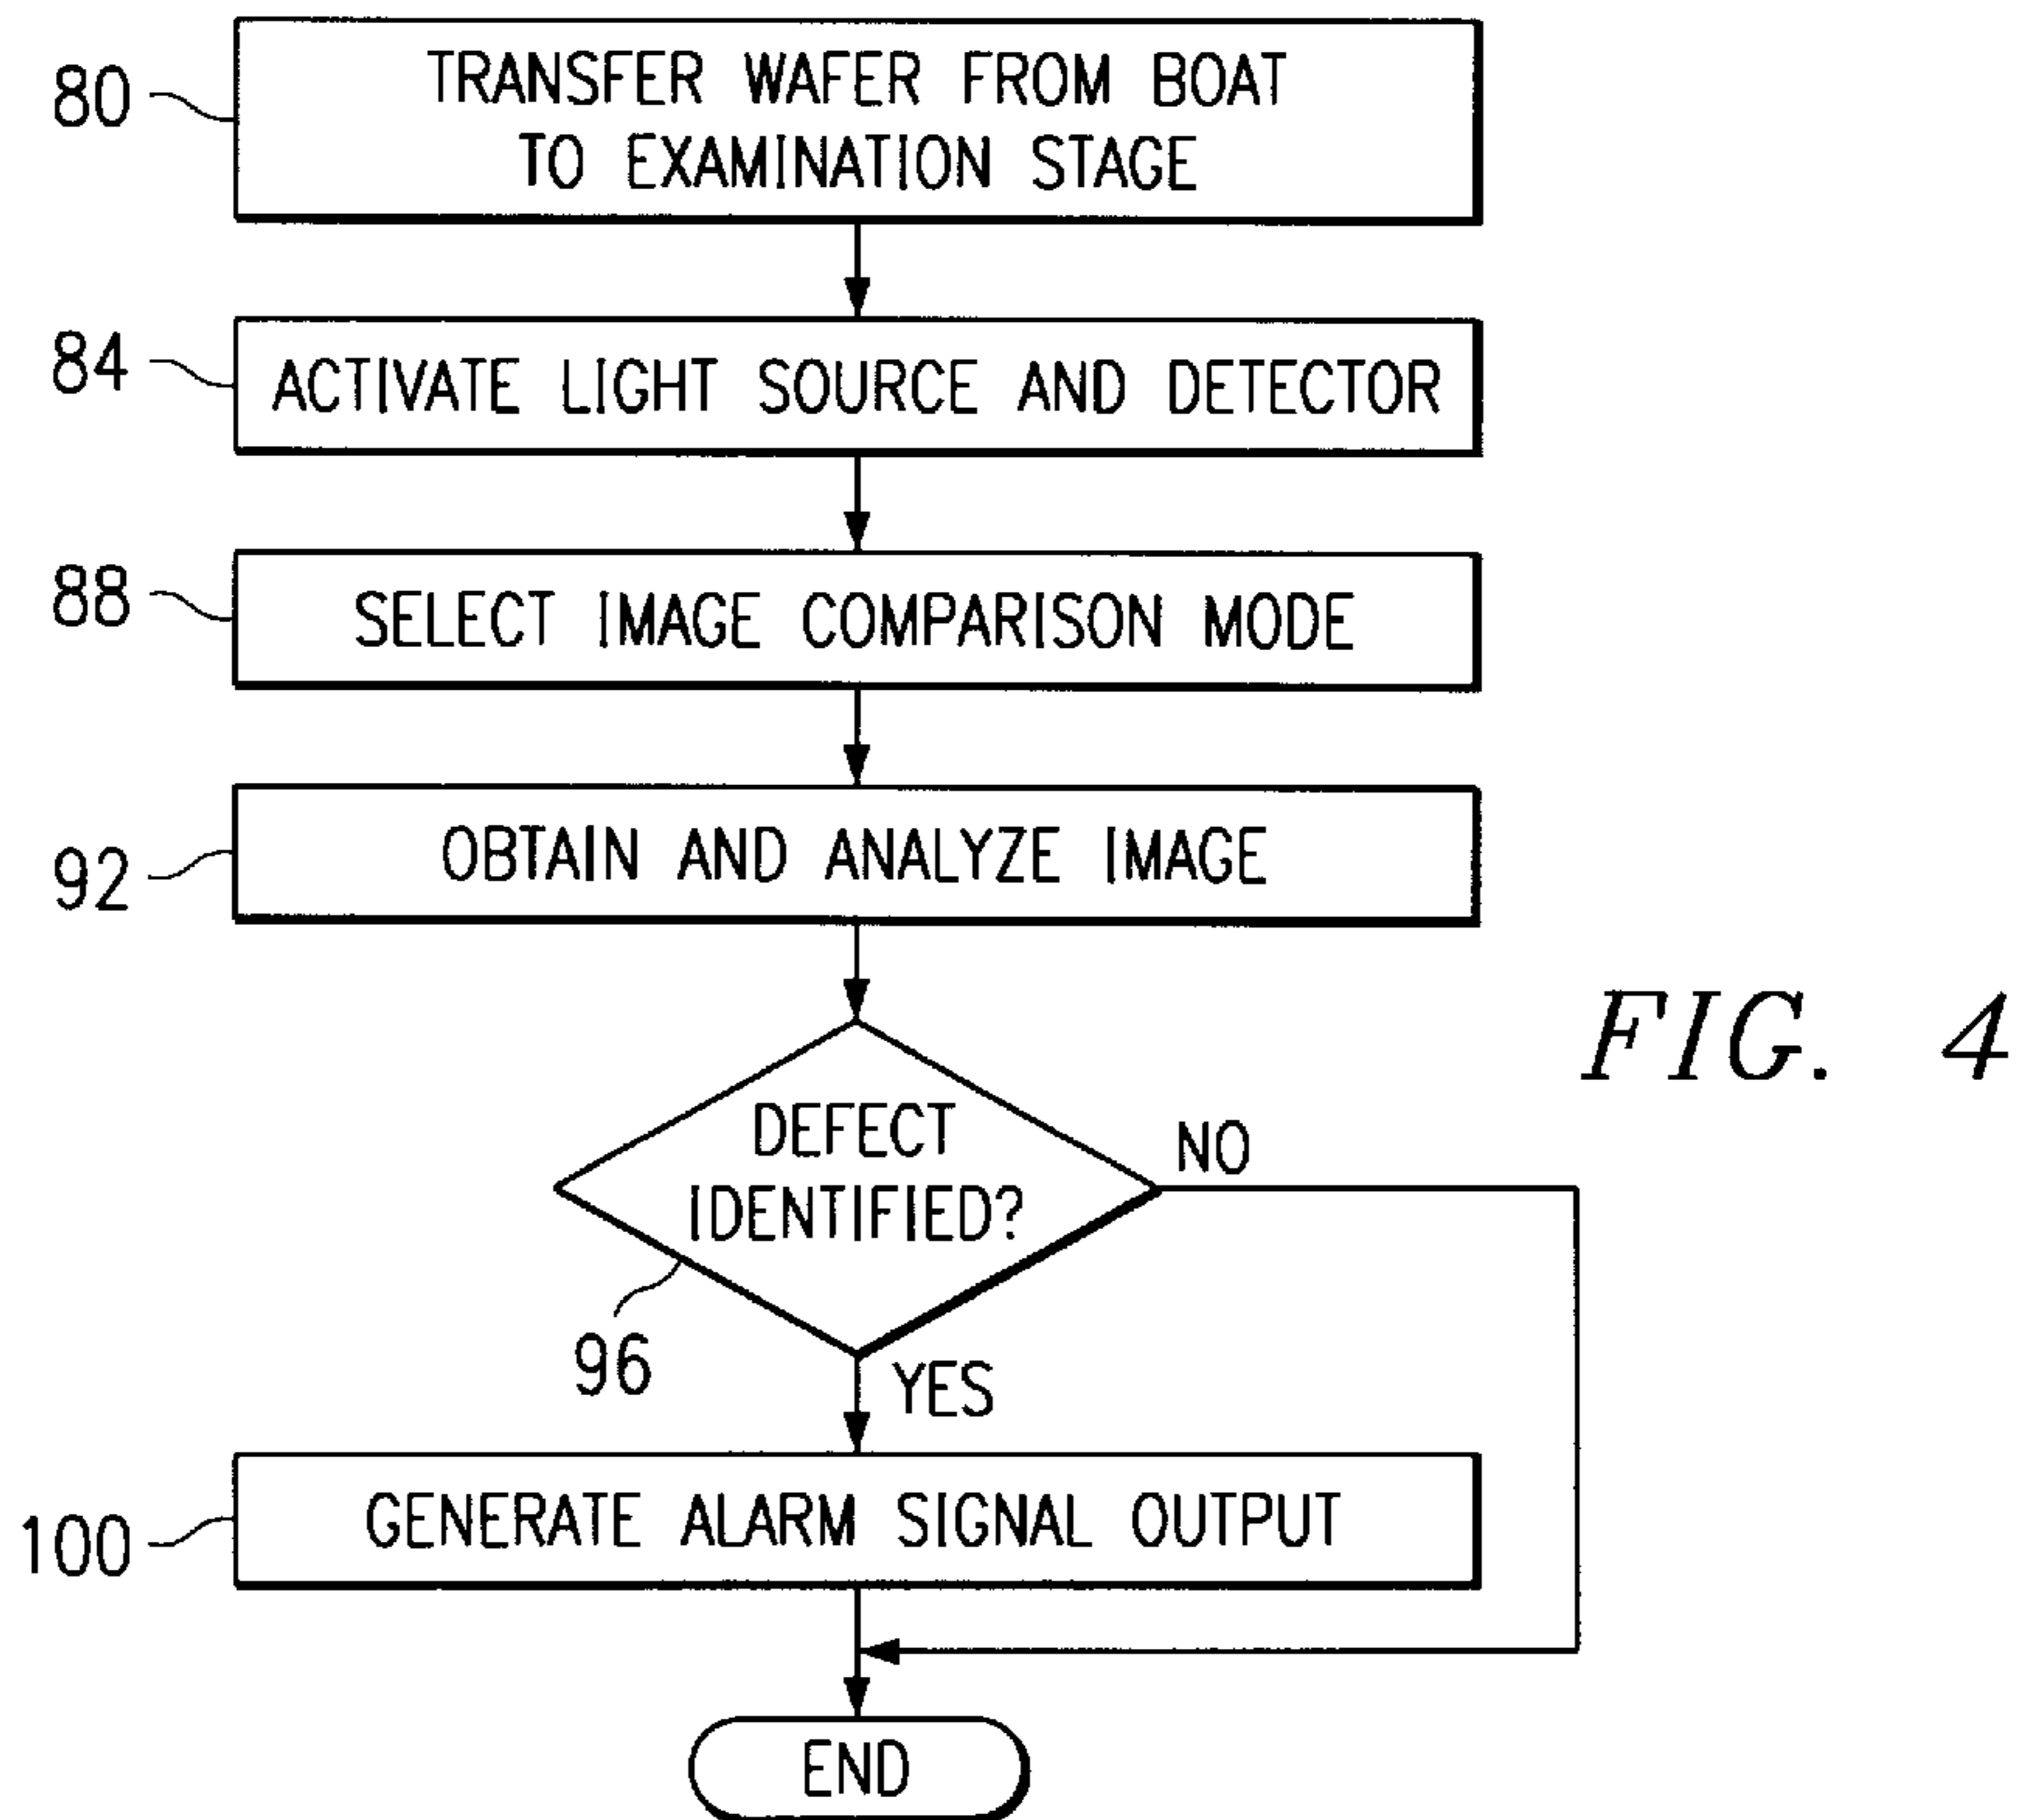 80
TRANSFER WAFER FROM BOAT
TO EXAMINATION STAGE
84
ACTIVATE LIGHT SOURCE AND DETECTOR
88
SELECT IMAGE COMPARISON MODE
92
OBTAIN AND ANALYZE IMAGE
FIG. 4
DEFECT
IDENTIFIED?
NO
96
YES
100
GENERATE ALARM SIGNAL OUTPUT
END